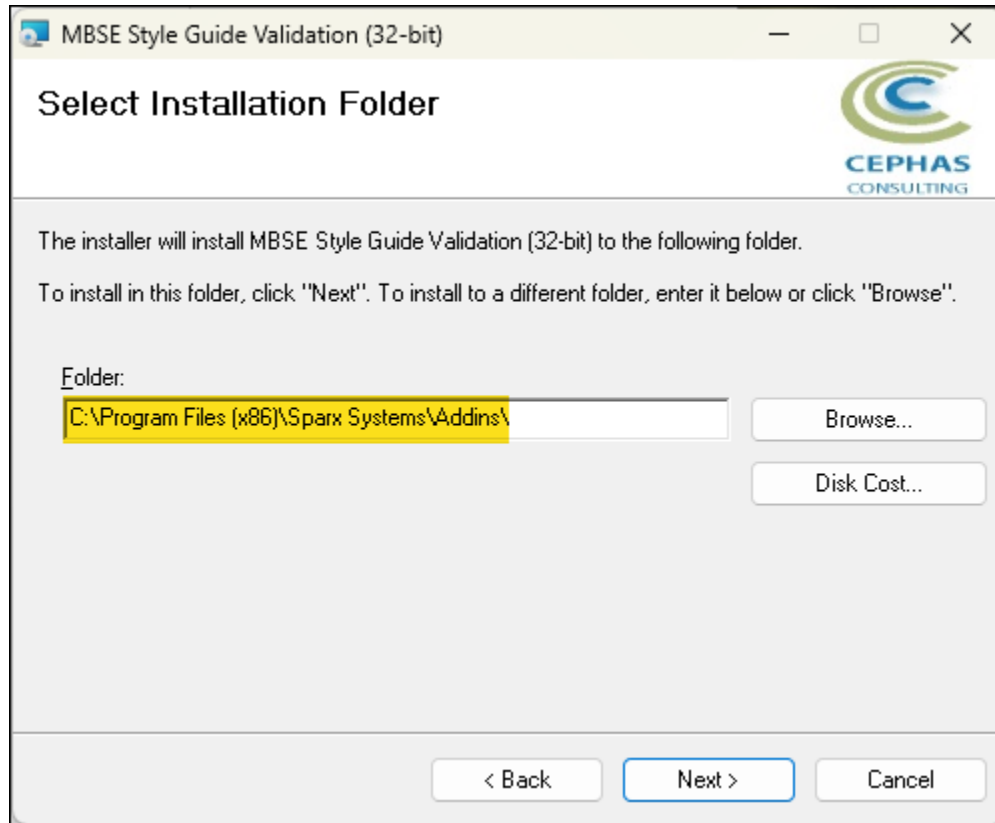 MBSE Style Guide Validation (32-bit)
Select Installation Folder
CEPHAS
CONSULTING
The installer will install MBSE Style Guide Validation (32-bit) to the following folder.
To install in this folder, click "Next". To install to a different folder, enter it below or click "Browse".
Folder:
C:\Program Files (x86)\Sparx Systems\Addins\
Browse...
Disk Cost...
< Back
Next >
Cancel